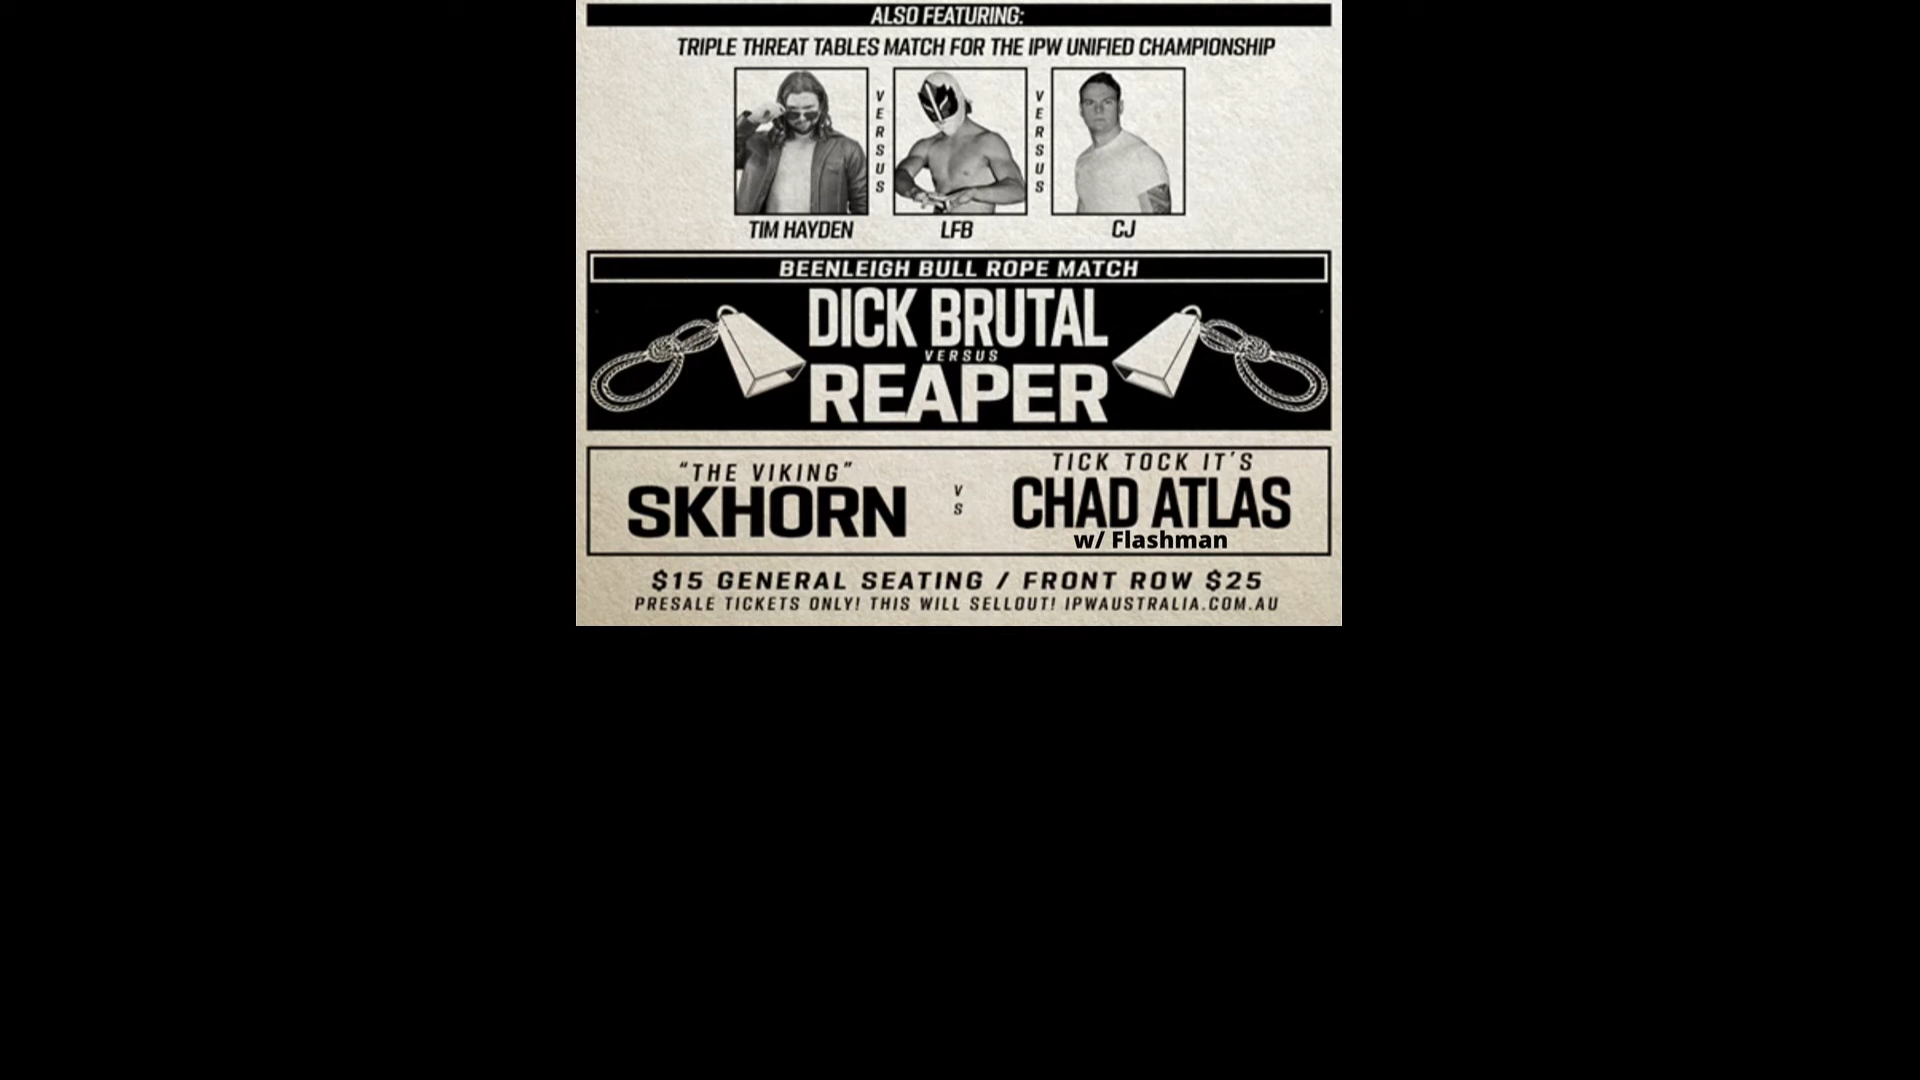 ALSO FEATURING:
TRIPLE THREAT TABLES MATCH FOR THE IPW UNIFIED CHAMPIONSHIP
TIM HAYDEN
VERSUS
LFB
VERSUS
CJ
BEENLEIGH BULL ROPE MATCH
DICK BRUTAL
VERSUS
REAPER
"THE VIKING"
SKHORN
VS
TICK TOCK IT'S
CHAD ATLAS
w/ Flashman
$15 GENERAL SEATING / FRONT ROW $25
PRESALE TICKETS ONLY! THIS WILL SELLOUT! IPWAUSTRALIA.COM.AU